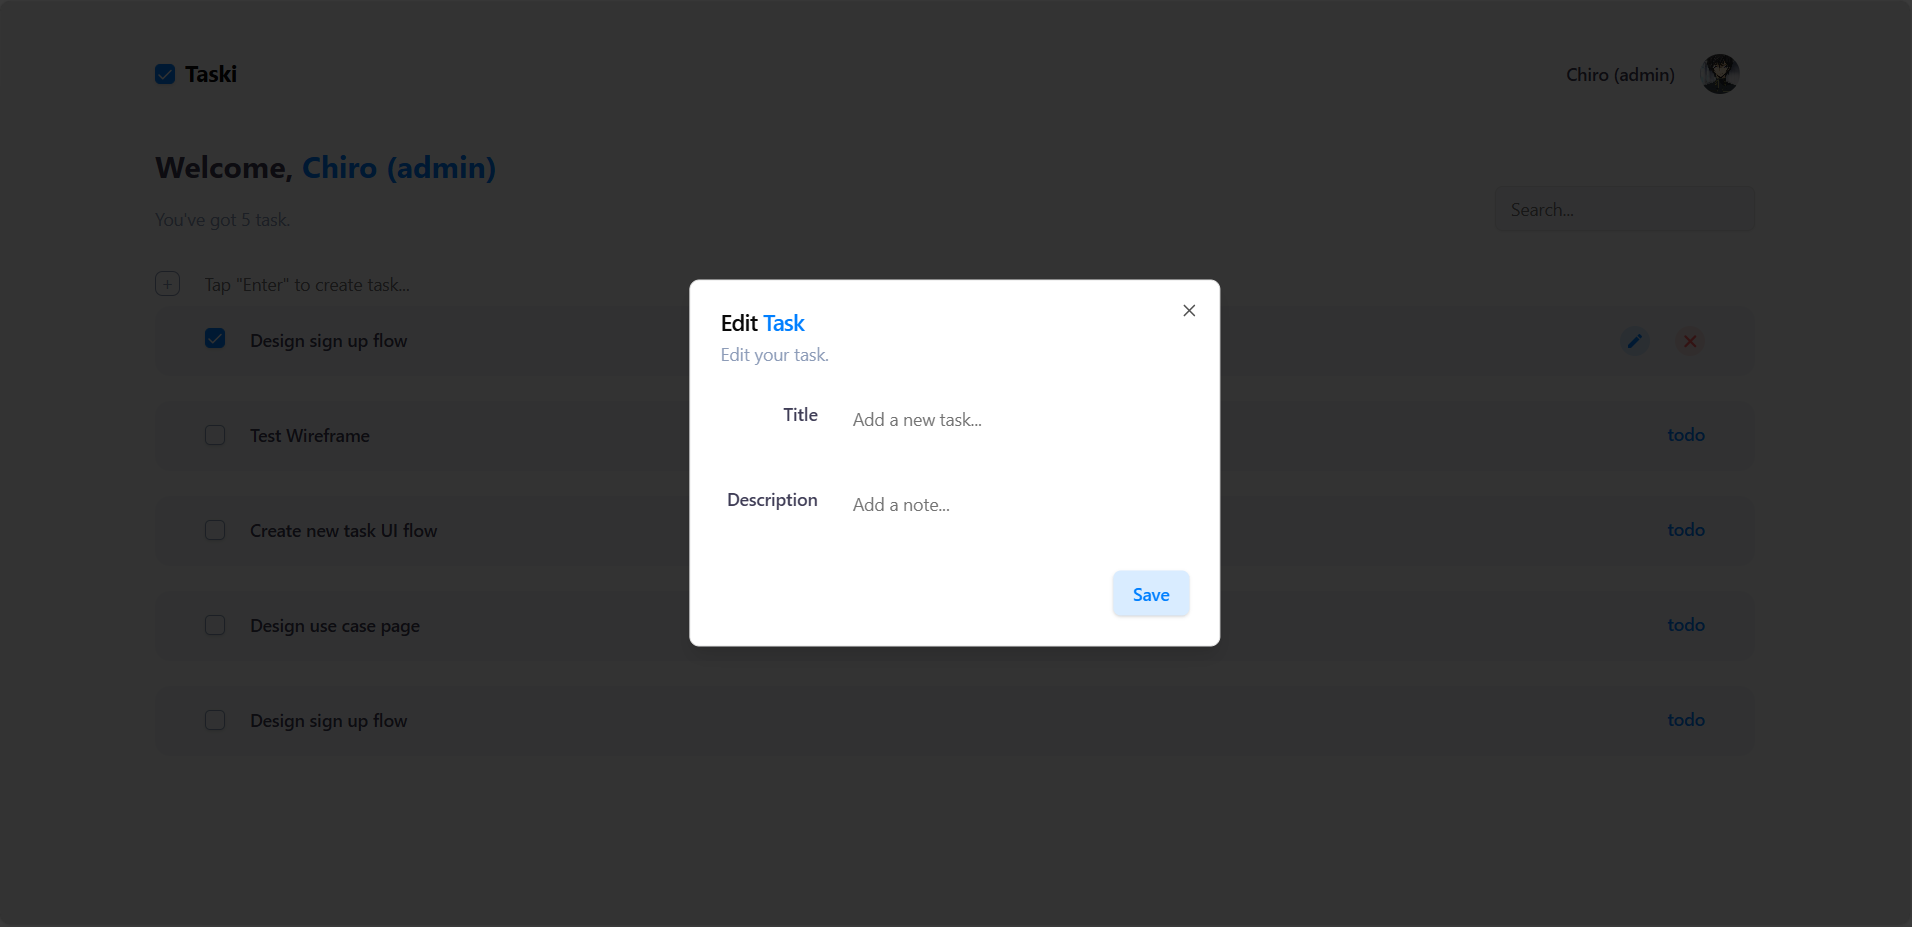 Taski
Chiro (admin)
Welcome, Chiro (admin)
You've got 5 task.
Search...
Tap "Enter" to create task...
Design sign up flow
Test Wireframe
todo
Create new task UI flow
todo
Design use case page
todo
Design sign up flow
todo
Edit Task
Edit your task.
Title
Add a new task...
Description
Add a note...
Save